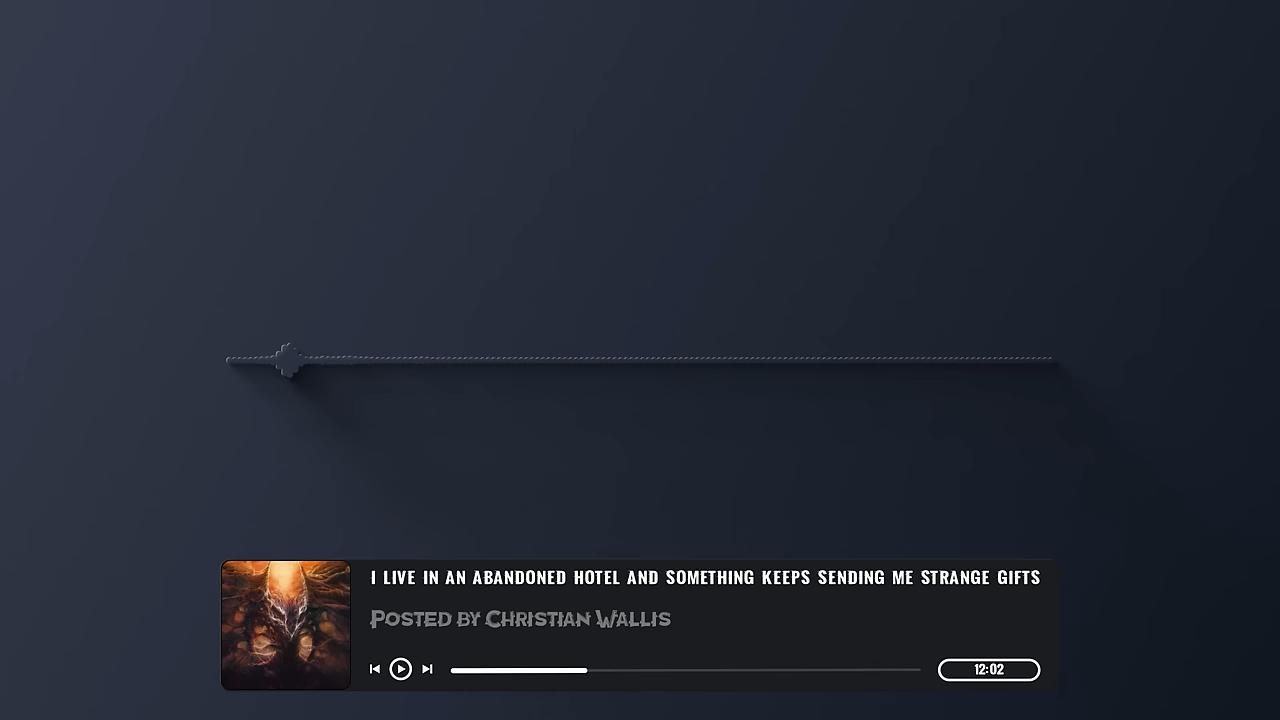 I LIVE IN AN ABANDONED HOTEL AND SOMETHING KEEPS SENDING ME STRANGE GIFTS
Posted by Christian Wallis
12:02